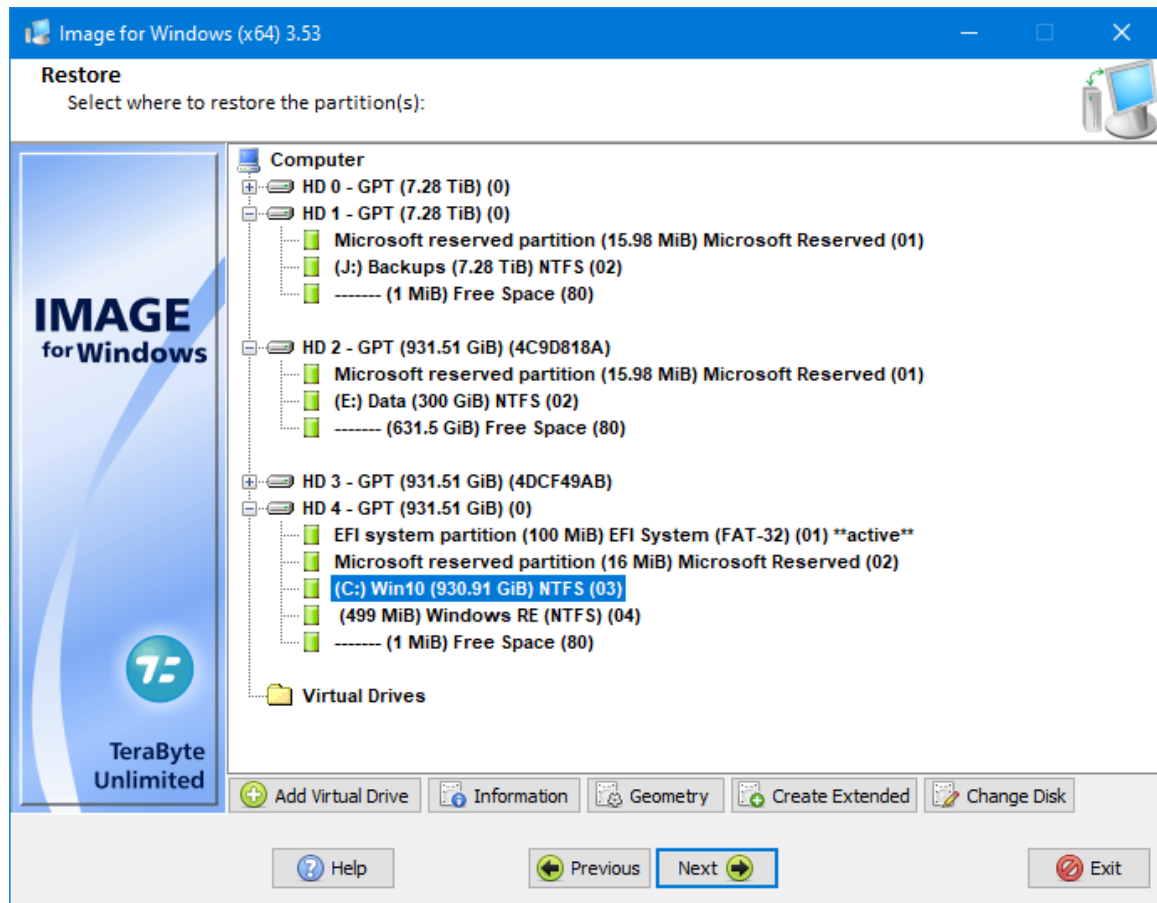 Image for Windows (x64) 3.53
Restore
Select where to restore the partition(s):
IMAGE
for Windows
TeraByte
Unlimited
Computer
HD 0 - GPT (7.28 TiB) (0)
HD 1 - GPT (7.28 TiB) (0)
Microsoft reserved partition (15.98 MiB) Microsoft Reserved (01)
(J:) Backups (7.28 TiB) NTFS (02)
------- (1 MiB) Free Space (80)
HD 2 - GPT (931.51 GiB) (4C9D818A)
Microsoft reserved partition (15.98 MiB) Microsoft Reserved (01)
(E:) Data (300 GiB) NTFS (02)
------- (631.5 GiB) Free Space (80)
HD 3 - GPT (931.51 GiB) (4DCF49AB)
HD 4 - GPT (931.51 GiB) (0)
EFI system partition (100 MiB) EFI System (FAT-32) (01) **active**
Microsoft reserved partition (16 MiB) Microsoft Reserved (02)
(C:) Win10 (930.91 GiB) NTFS (03)
(499 MiB) Windows RE (NTFS) (04)
------- (1 MiB) Free Space (80)
Virtual Drives
Add Virtual Drive Information Geometry Create Extended Change Disk
Help Previous Next Exit